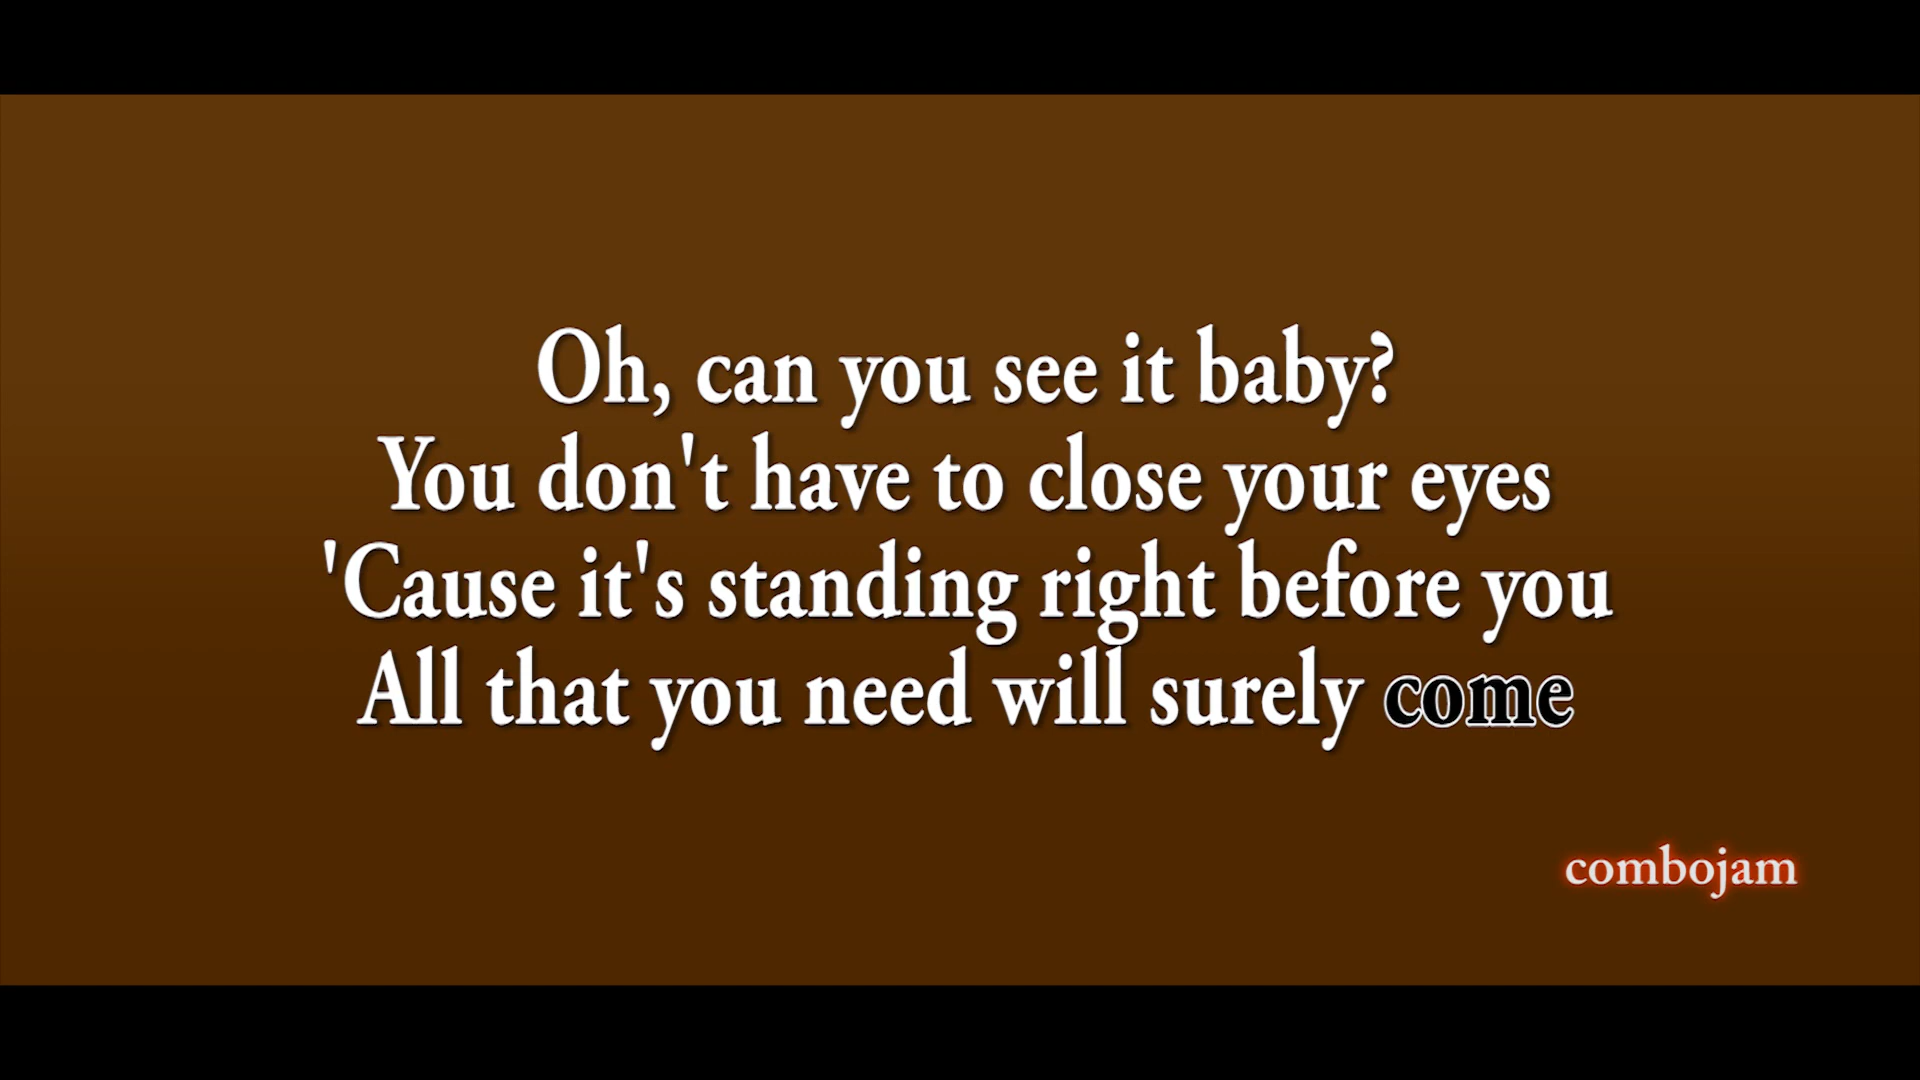 Oh, can you see it baby?
You don't have to close your eyes
'Cause it's standing right before you
All that you need will surely come
combojam